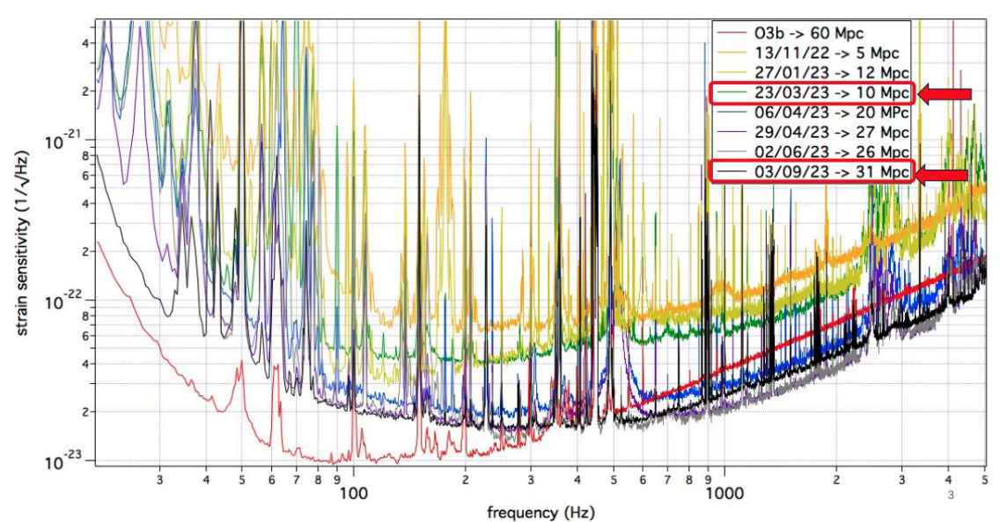 O3b -> 60 Mpc
13/11/22 -> 5 Mpc
27/01/23 -> 12 Mpc
23/03/23 -> 10 Mpc
06/04/23 -> 20 MPc
29/04/23 -> 27 Mpc
02/06/23 -> 26 Mpc
03/09/23 -> 31 Mpc
4
2
10-21
8
6
4
2
10-22
8
6
4
2
10-23
strain sensitivity (1/√Hz)
3 4 5 6 7 8 9 100 2 3 4 5 6 7 8 9 1000 2 3 4 5
3
frequency (Hz)